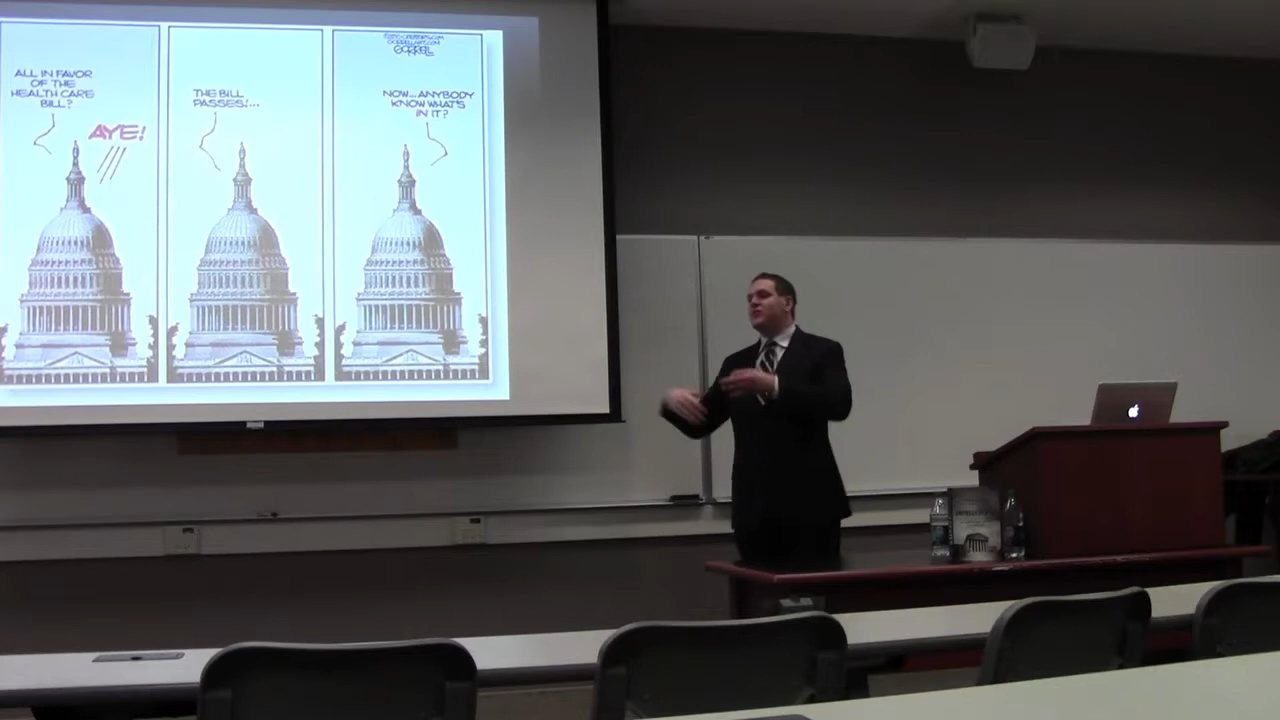 ALL IN FAVOR
OF THE
HEALTH CARE
BILL?
AYE!
THE BILL
PASSES!...
GORRELL
NOW... ANYBODY
KNOW WHAT'S
IN IT?